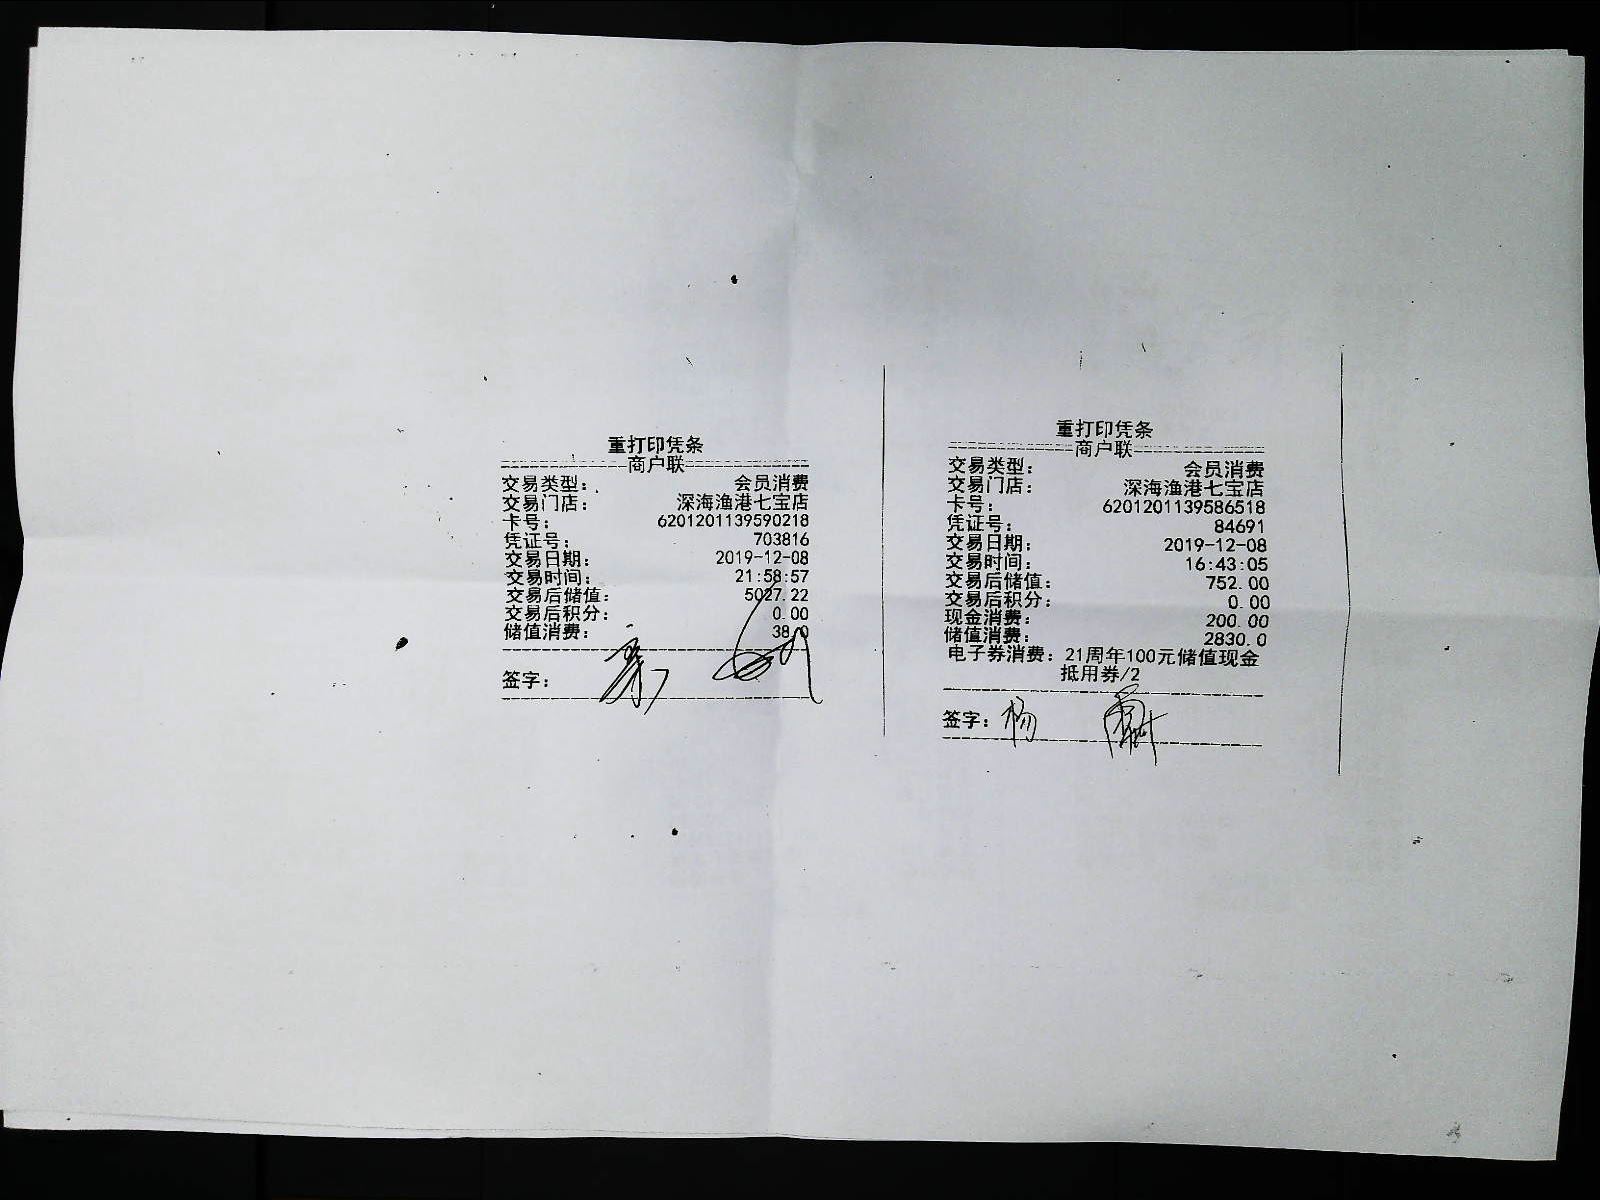 重打印凭条
商户联
交易类型： 会员消费
交易门店： 深海渔港七宝店
卡号： 6201201139590218
凭证号： 703816
交易日期： 2019-12-08
交易时间： 21:58:57
交易后储值： 5027.22
交易后积分： 0.00
储值消费： 38.0
签字：
重打印凭条
商户联
交易类型： 会员消费
交易门店： 深海渔港七宝店
卡号： 6201201139586518
凭证号： 84691
交易日期： 2019-12-08
交易时间： 16:43:05
交易后储值： 752.00
交易后积分： 0.00
现金消费： 200.00
储值消费： 2830.0
电子券消费：21周年100元储值现金
抵用券/2
签字： 杨